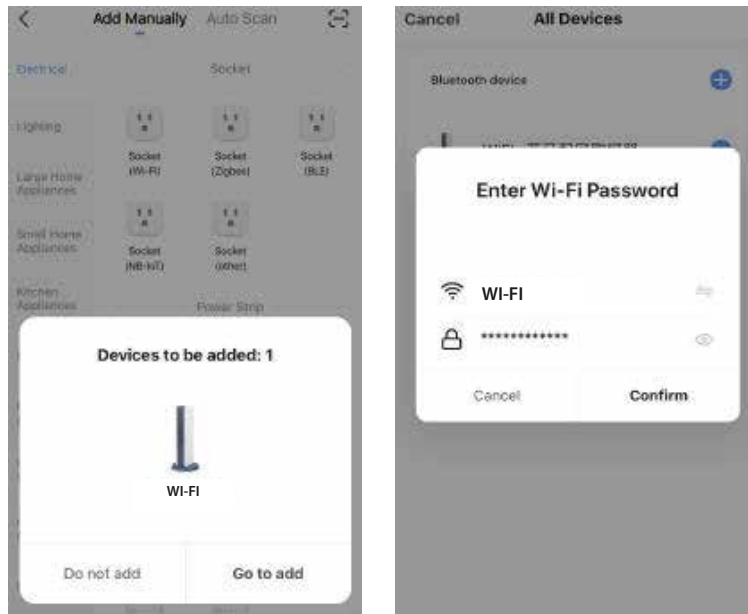 Add Manually Auto Scan
Electrical
Socket
Lighting
Socket
(Wi-Fi)
Socket
(Zigbee)
Socket
(BLE)
Large Home
Appliances
Small Home
Appliances
Socket
(NB-IoT)
Socket
(other)
Kitchen
Appliances
Power Strip
Devices to be added: 1
WI-FI
Do not add
Go to add
Cancel
All Devices
Bluetooth device
Enter Wi-Fi Password
WI-FI
************
Cancel
Confirm